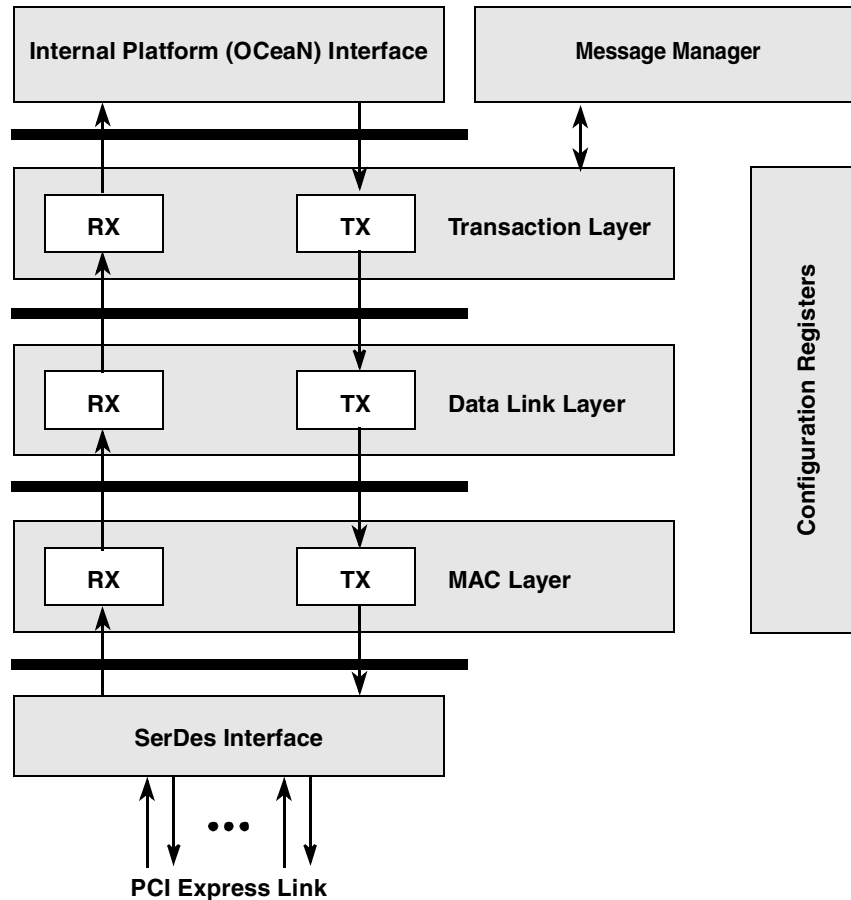 Internal Platform (OCeaN) Interface
Message Manager
RX
TX
Transaction Layer
RX
TX
Data Link Layer
RX
TX
MAC Layer
Configuration Registers
SerDes Interface
PCI Express Link